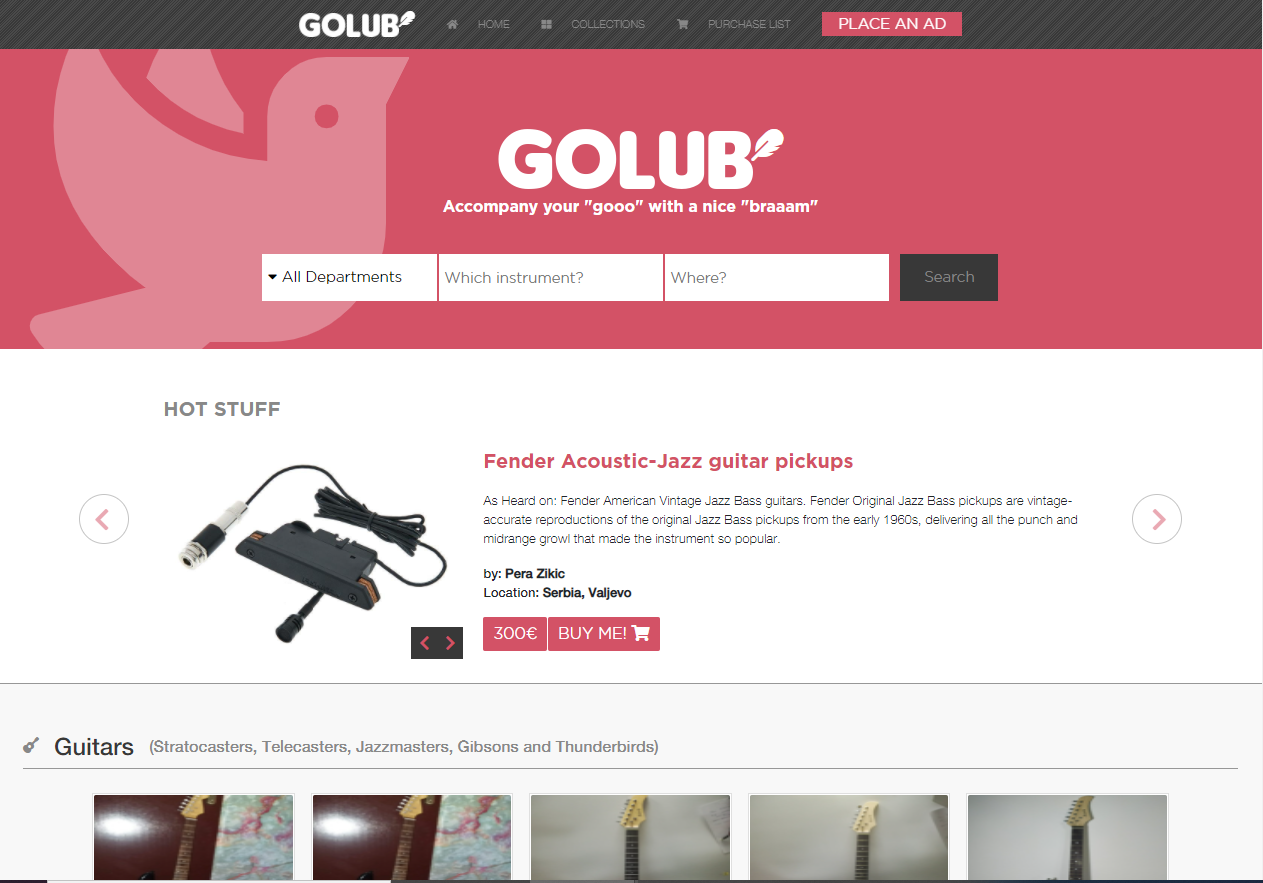 GOLUB HOME COLLECTIONS PURCHASE LIST PLACE AN AD
GOLUB
Accompany your "gooo" with a nice "braaam"
All Departments Which instrument? Where? Search
HOT STUFF
Fender Acoustic-Jazz guitar pickups
As Heard on: Fender American Vintage Jazz Bass guitars. Fender Original Jazz Bass pickups are vintage-
accurate reproductions of the original Jazz Bass pickups from the early 1960s, delivering all the punch and
midrange growl that made the instrument so popular.
by: Pera Zikic
Location: Serbia, Valjevo
300€ BUY ME!
Guitars (Stratocasters, Telecasters, Jazzmasters, Gibsons and Thunderbirds)